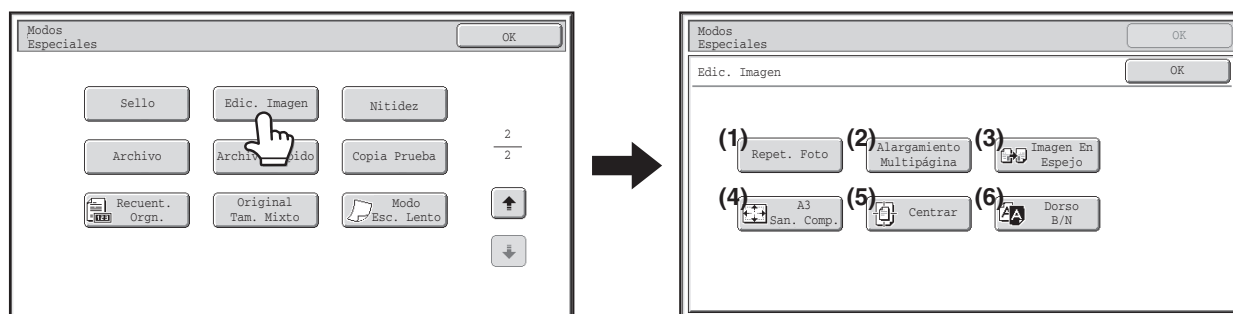 Modos
Especiales
OK
Sello
Edic. Imagen
Nitidez
Archivo
Copia Prueba
2
2
Recuent.
Orgn.
123
Original
Tam. Mixto
Modo
Esc. Lento
Modos
Especiales
OK
Edic. Imagen
OK
(1)
Repet. Foto
(2)
Alargamiento
Multipágina
(3)
Imagen En
Espejo
(4)
A3
San. Comp.
(5)
Centrar
(6)
Dorso
B/N